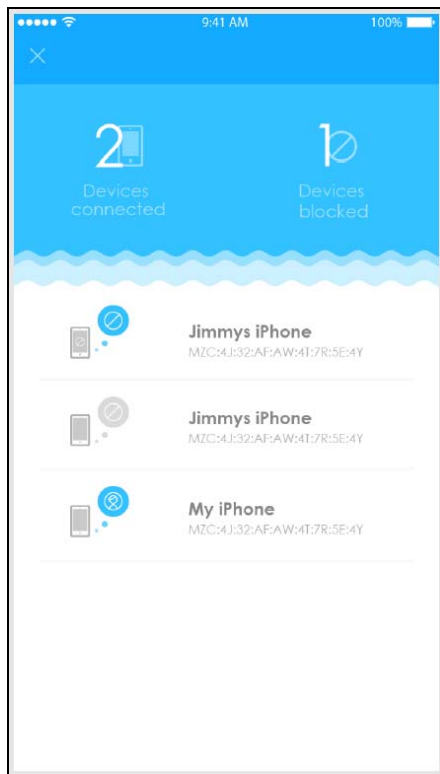 9:41 AM 100%
2
Devices
connected
1
Devices
blocked
Jimmys iPhone
MZC:4J:32:AF:AW:4T:7R:5E:4Y
Jimmys iPhone
MZC:4J:32:AF:AW:4T:7R:5E:4Y
My iPhone
MZC:4J:32:AF:AW:4T:7R:5E:4Y